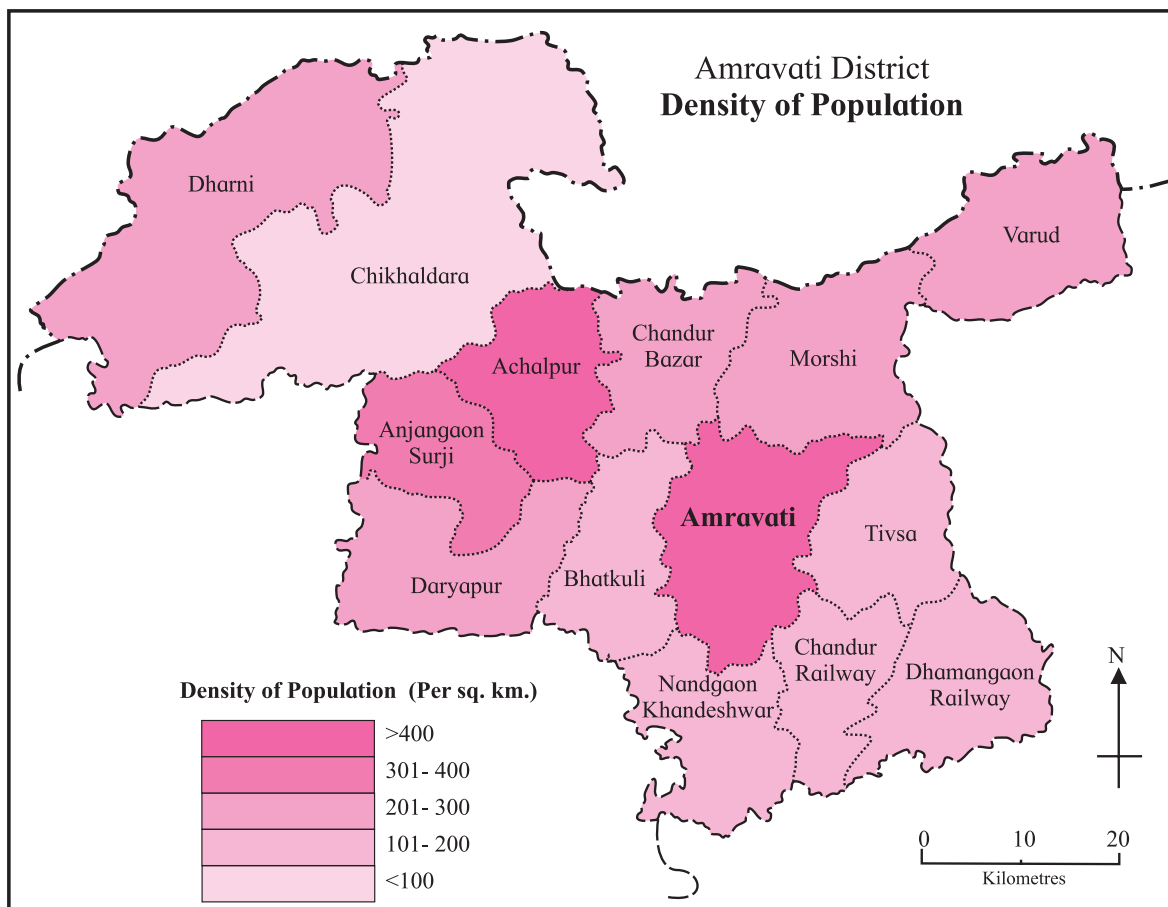 Amravati District
Density of Population
Dharni
Varud
Chikhaldara
Chandur
Bazar
Achalpur
Morshi
Anjangaon
Surji
Amravati
Tivsa
Bhatkuli
Daryapur
Chandur
Railway
Dhamangaon
Railway
Nandgaon
Khandeshwar
N
Density of Population (Per sq. km.)
>400
301- 400
201- 300
101- 200
<100
0 10 20
Kilometres